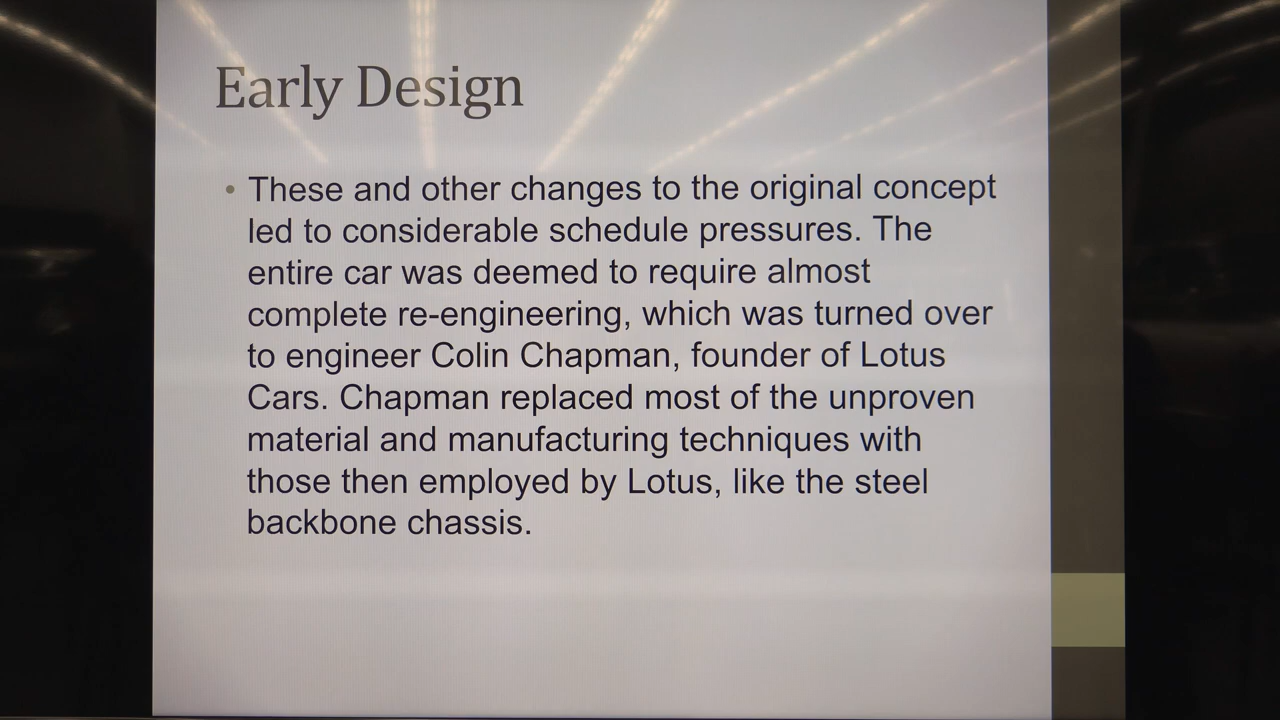 Early Design
• These and other changes to the original concept
led to considerable schedule pressures. The
entire car was deemed to require almost
complete re-engineering, which was turned over
to engineer Colin Chapman, founder of Lotus
Cars. Chapman replaced most of the unproven
material and manufacturing techniques with
those then employed by Lotus, like the steel
backbone chassis.